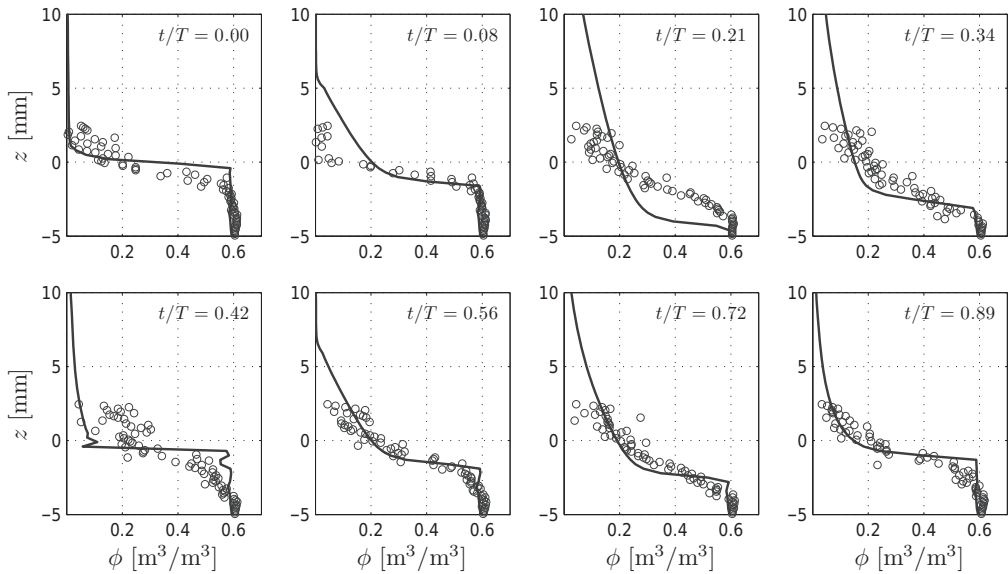 10
5
0
−5
0.2 0.4 0.6
z [mm]
t/T = 0.00
10
5
0
−5
0.2 0.4 0.6
t/T = 0.08
10
5
0
−5
0.2 0.4 0.6
t/T = 0.21
10
5
0
−5
0.2 0.4 0.6
t/T = 0.34
10
5
0
−5
0.2 0.4 0.6
z [mm]
ϕ [m³/m³]
t/T = 0.42
10
5
0
−5
0.2 0.4 0.6
ϕ [m³/m³]
t/T = 0.56
10
5
0
−5
0.2 0.4 0.6
ϕ [m³/m³]
t/T = 0.72
10
5
0
−5
0.2 0.4 0.6
ϕ [m³/m³]
t/T = 0.89